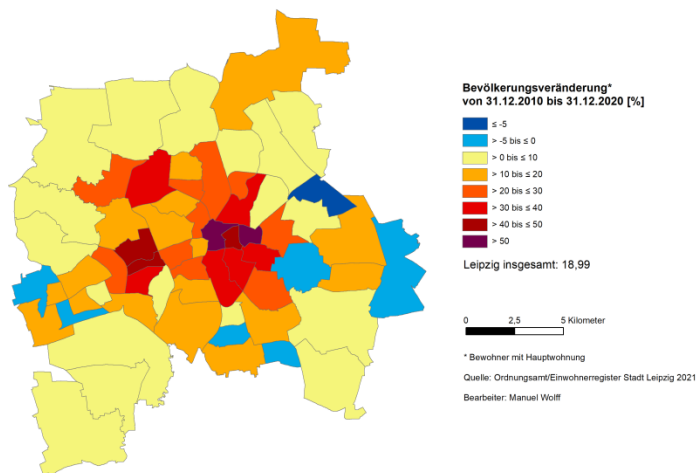 Bevölkerungsveränderung*
von 31.12.2010 bis 31.12.2020 [%]
≤ -5
> -5 bis ≤ 0
> 0 bis ≤ 10
> 10 bis ≤ 20
> 20 bis ≤ 30
> 30 bis ≤ 40
> 40 bis ≤ 50
> 50
Leipzig insgesamt: 18,99
0 2,5 5 Kilometer
* Bewohner mit Hauptwohnung
Quelle: Ordnungsamt/Einwohnerregister Stadt Leipzig 2021
Bearbeiter: Manuel Wolff